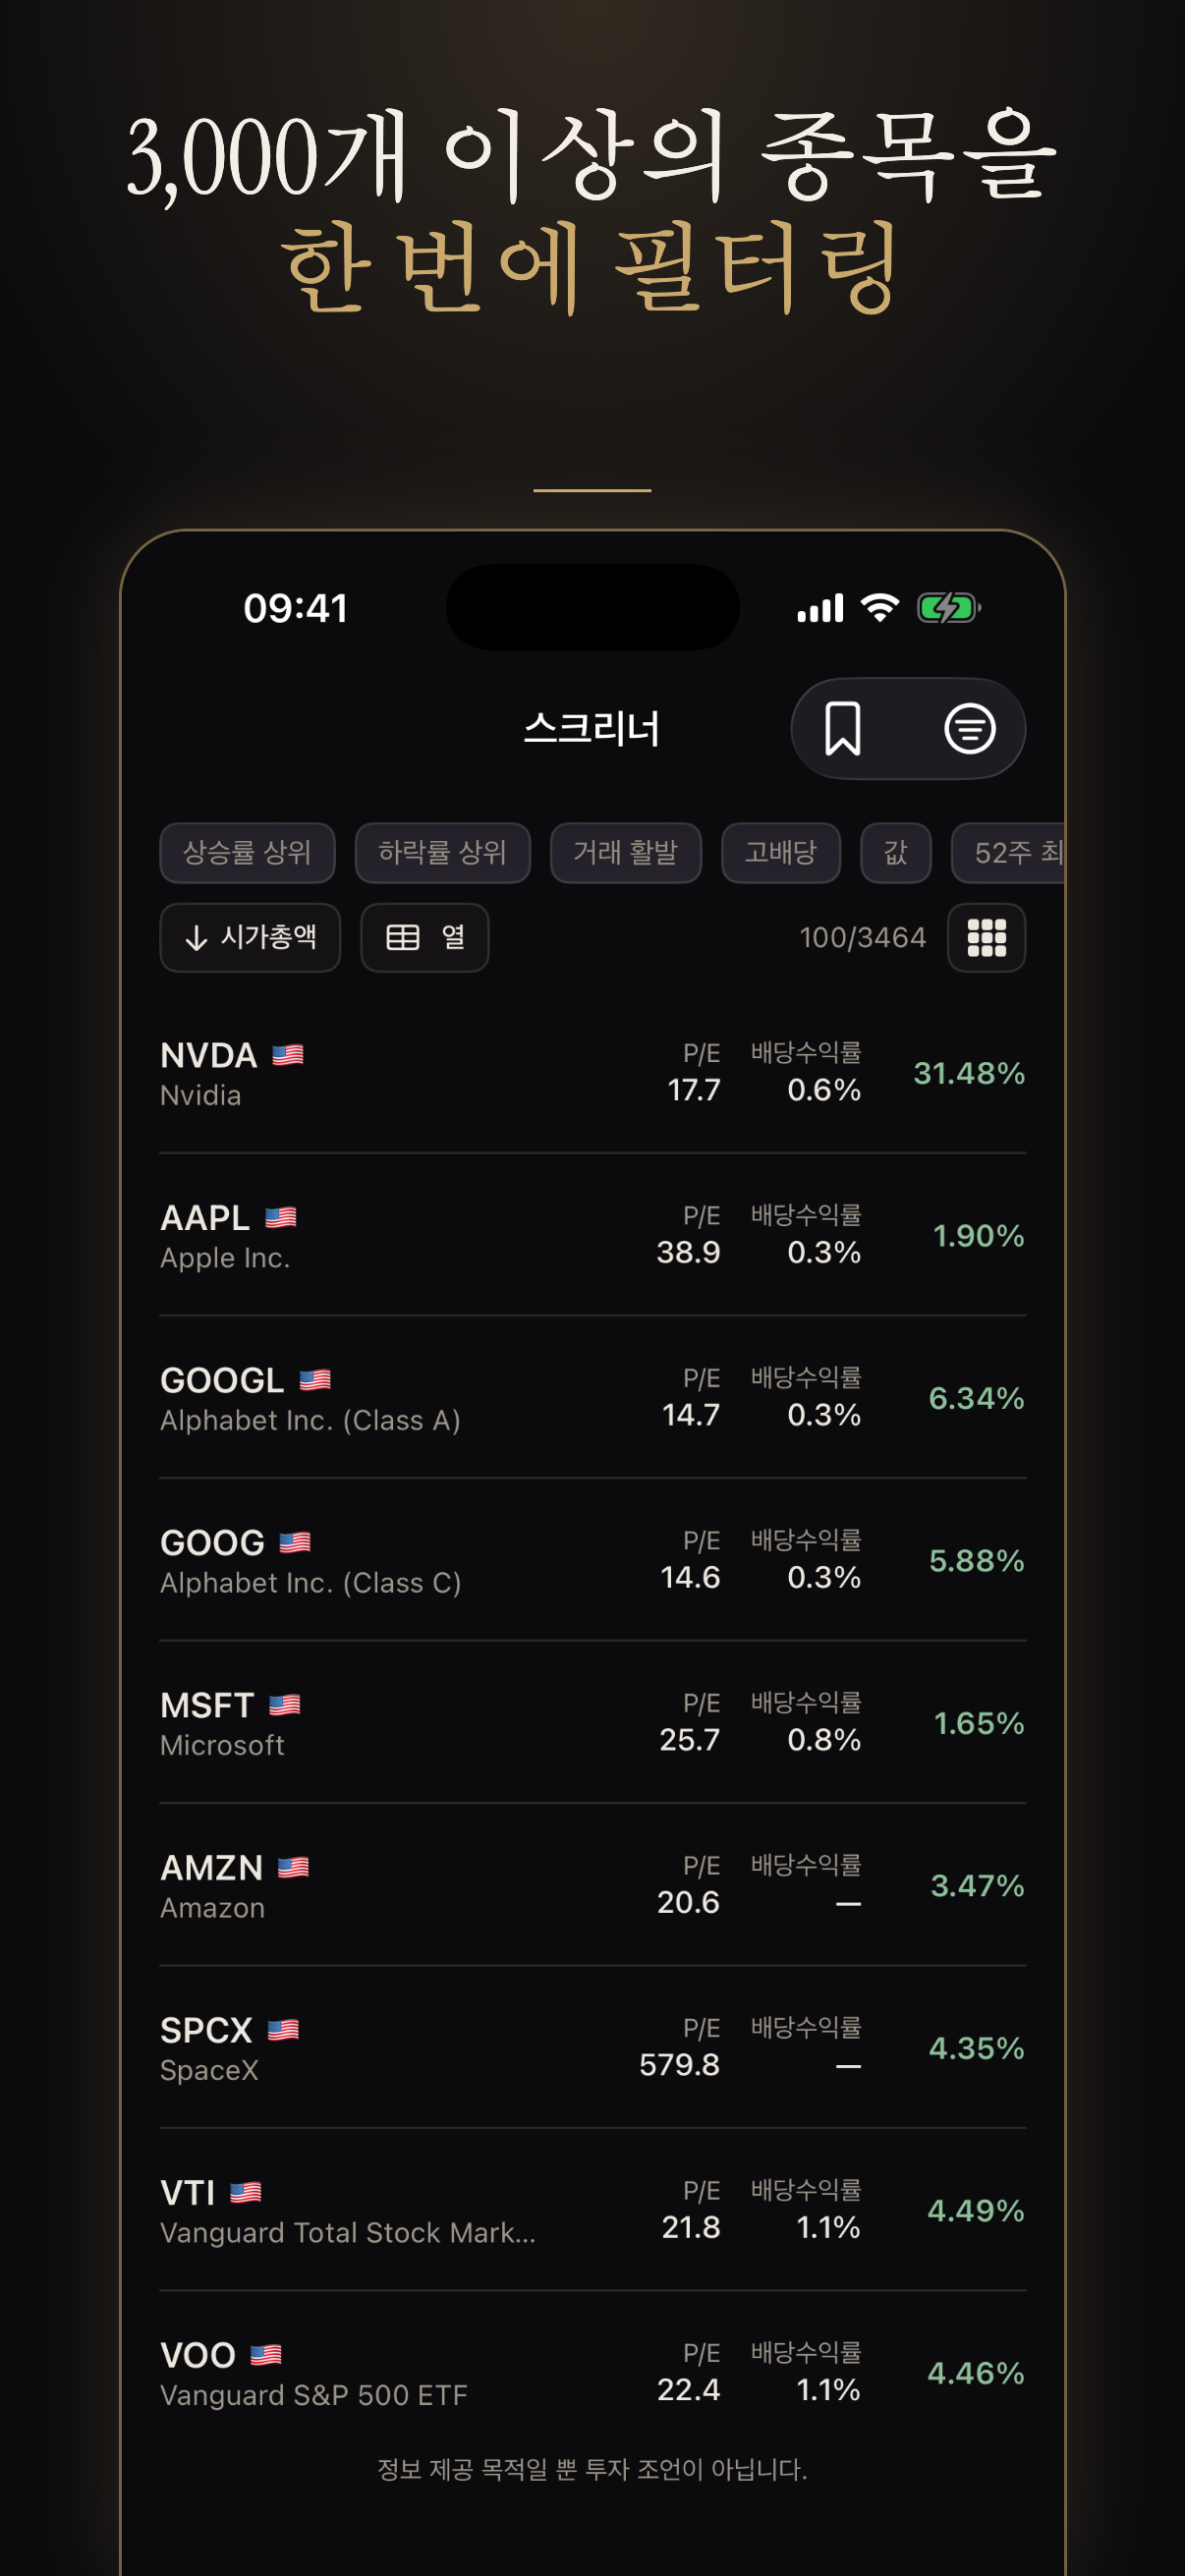 3,000개 이상의 종목을
한 번에 필터링
09:41
스크리너
상승률 상위 하락률 상위 거래 활발 고배당 값 52주 최
↓ 시가총액 열 100/3464
NVDA 🇺🇸 P/E 배당수익률
Nvidia 17.7 0.6% 31.48%
AAPL 🇺🇸 P/E 배당수익률
Apple Inc. 38.9 0.3% 1.90%
GOOGL 🇺🇸 P/E 배당수익률
Alphabet Inc. (Class A) 14.7 0.3% 6.34%
GOOG 🇺🇸 P/E 배당수익률
Alphabet Inc. (Class C) 14.6 0.3% 5.88%
MSFT 🇺🇸 P/E 배당수익률
Microsoft 25.7 0.8% 1.65%
AMZN 🇺🇸 P/E 배당수익률
Amazon 20.6 — 3.47%
SPCX 🇺🇸 P/E 배당수익률
SpaceX 579.8 — 4.35%
VTI 🇺🇸 P/E 배당수익률
Vanguard Total Stock Mark... 21.8 1.1% 4.49%
VOO 🇺🇸 P/E 배당수익률
Vanguard S&P 500 ETF 22.4 1.1% 4.46%
정보 제공 목적일 뿐 투자 조언이 아닙니다.